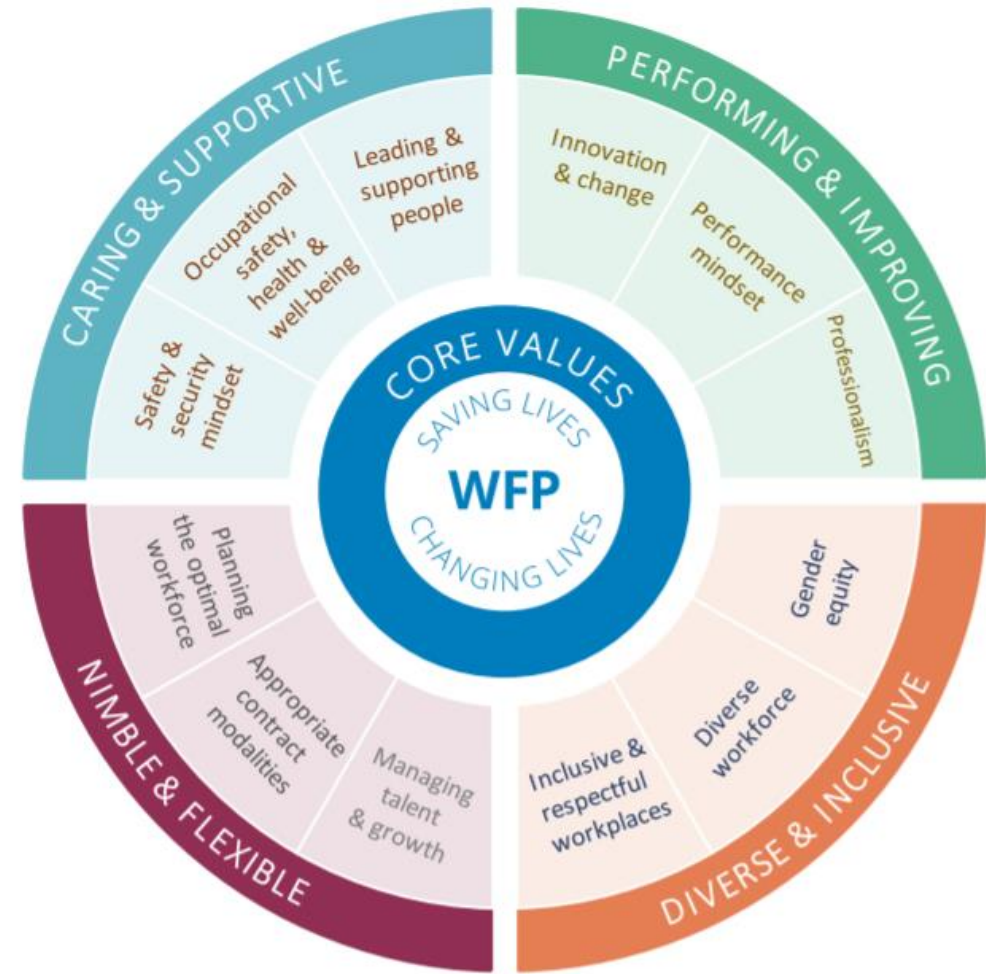 CARING & SUPPORTIVE
Leading &
supporting
people
Occupational
safety,
health &
well-being
Safety &
security
mindset
PERFORMING & IMPROVING
Innovation
& change
Performance
mindset
Professionalism
CORE VALUES
SAVING LIVES
WFP
CHANGING LIVES
NIMBLE & FLEXIBLE
Planning
the optimal
workforce
Appropriate
contract
modalities
Managing
talent
& growth
DIVERSE & INCLUSIVE
Gender
equity
Diverse
workforce
Inclusive &
respectful
workplaces